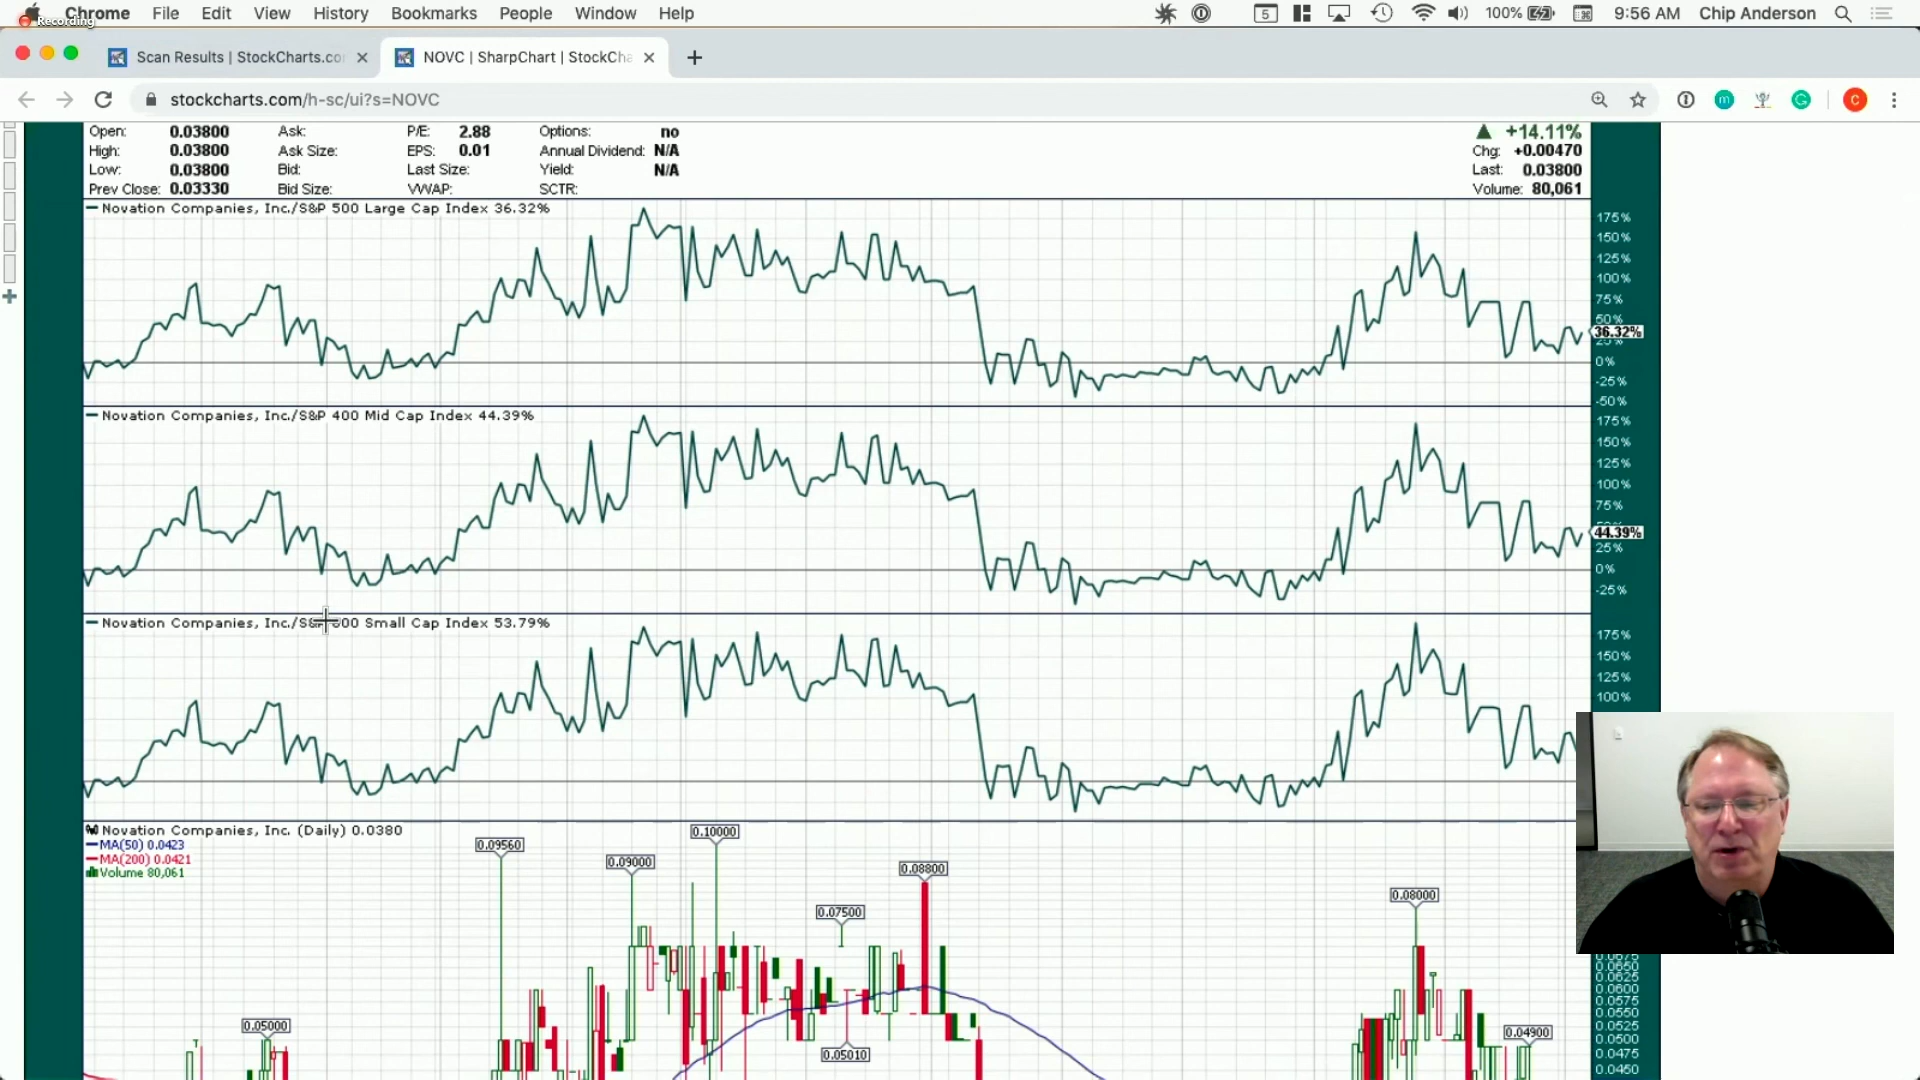 Chrome File Edit View History Bookmarks People Window Help 5 100% 9:56 AM Chip Anderson
Recording
Scan Results | StockCharts.co
NOVC | SharpChart | StockCha
stockcharts.com/h-sc/ui?s=NOVC
C
Open: 0.03800 Ask: P/E: 2.88 Options: no +14.11%
High: 0.03800 Ask Size: EPS: 0.01 Annual Dividend: N/A Chg: +0.00470
Low: 0.03800 Bid: Last Size: Yield: N/A Last: 0.03800
Prev Close: 0.03330 Bid Size: VWAP: SCTR: Volume: 80,061
Novation Companies, Inc./S&P 500 Large Cap Index 36.32%
175%
150%
125%
100%
75%
50%
36.32%
25%
0%
-25%
-50%
Novation Companies, Inc./S&P 400 Mid Cap Index 44.39%
175%
150%
125%
100%
75%
44.39%
25%
0%
-25%
Novation Companies, Inc./S&P 600 Small Cap Index 53.79%
175%
150%
125%
100%
Novation Companies, Inc. (Daily) 0.0380
MA(50) 0.0423
MA(200) 0.0421
Volume 80,061
0.09560
0.09000
0.10000
0.07500
0.08800
0.08000
0.05000
0.05010
0.04900
0.0675
0.0650
0.0625
0.0600
0.0575
0.0550
0.0525
0.0500
0.0475
0.0450